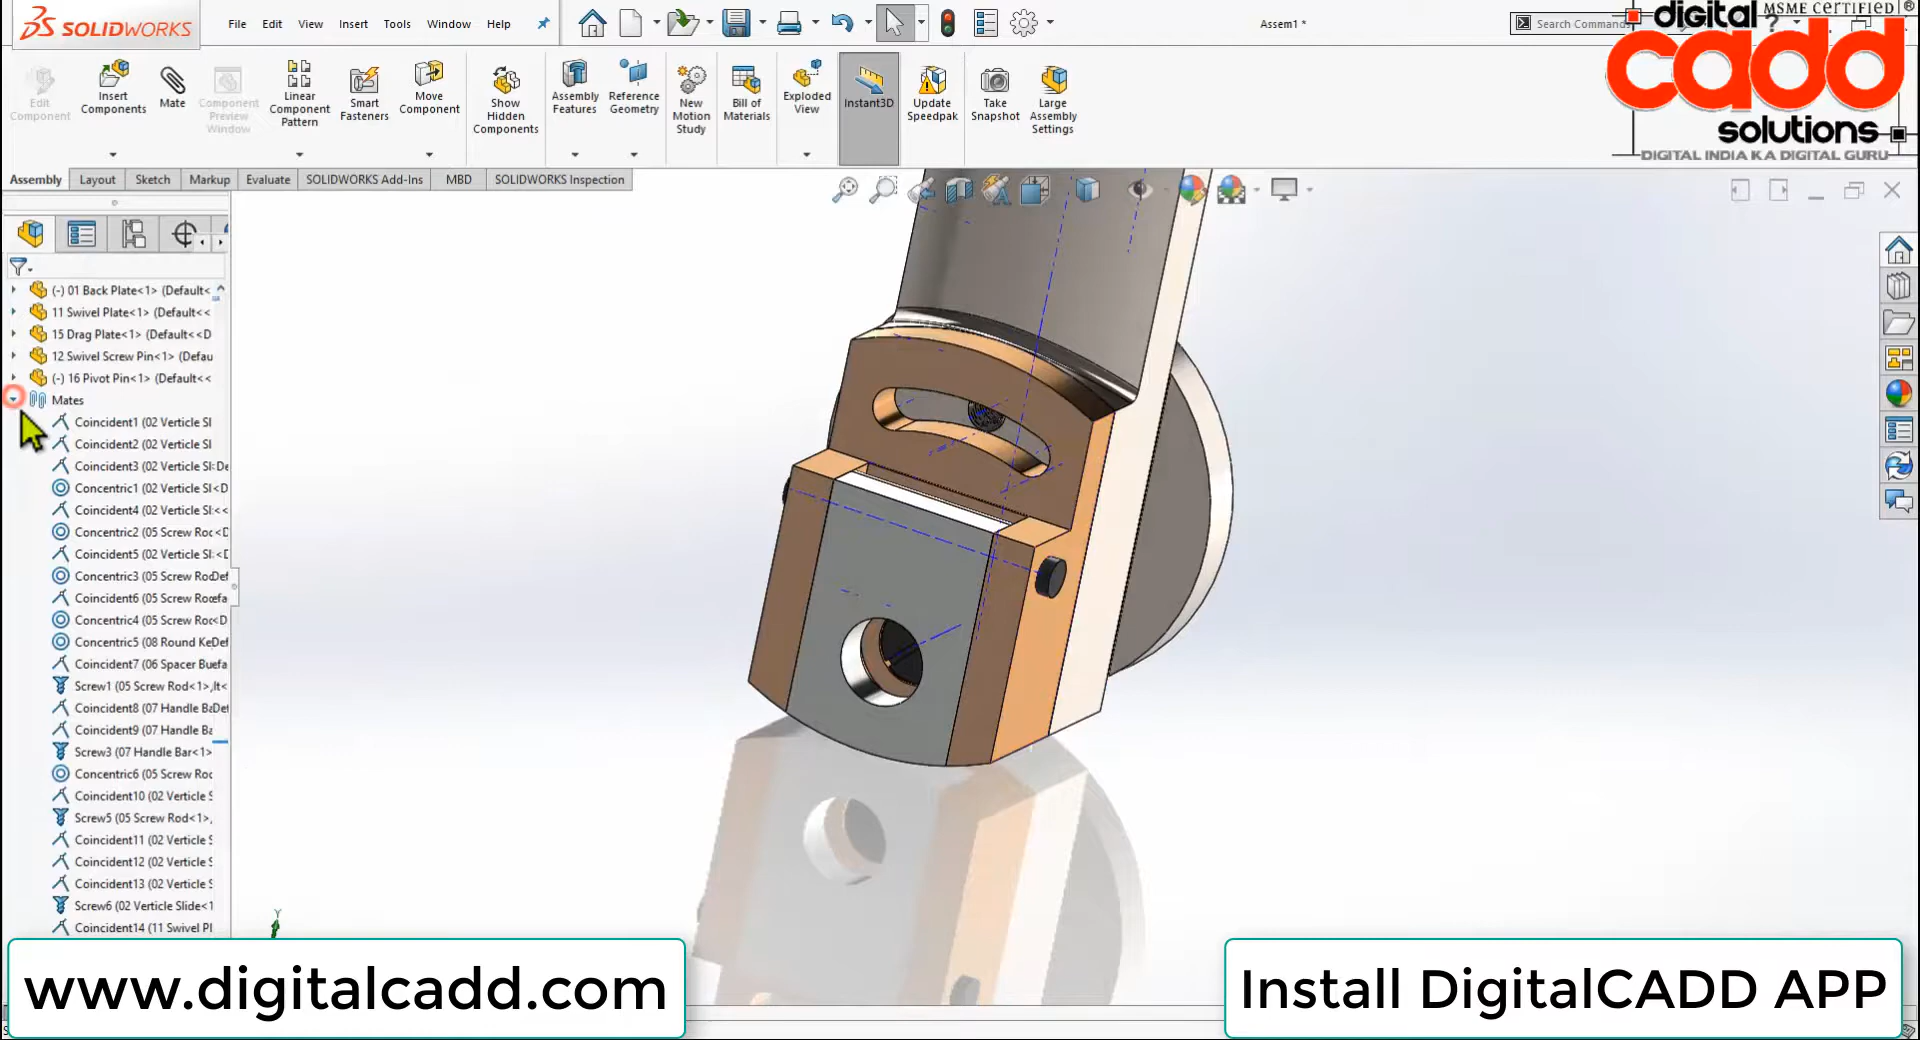 SOLIDWORKS
File Edit View Insert Tools Window Help
Assem1 *
Search Command
digital
MSME CERTIFIED
®
cadd
solutions
DIGITAL INDIA KA DIGITAL GURU
Edit Component
Insert Components
Mate
Component Preview Window
Linear Component Pattern
Smart Fasteners
Move Component
Show Hidden Components
Assembly Features
Reference Geometry
New Motion Study
Bill of Materials
Exploded View
Instant3D
Update Speedpak
Take Snapshot
Large Assembly Settings
Assembly Layout Sketch Markup Evaluate SOLIDWORKS Add-Ins MBD SOLIDWORKS Inspection
(-) 01 Back Plate<1> (Default<
11 Swivel Plate<1> (Default<<
15 Drag Plate<1> (Default<<D
12 Swivel Screw Pin<1> (Defau
(-) 16 Pivot Pin<1> (Default<<
Mates
Coincident1 (02 Verticle Sl
Coincident2 (02 Verticle Sl
Coincident3 (02 Verticle Sl:De
Concentric1 (02 Verticle Sl<D
Coincident4 (02 Verticle Sl:<<
Concentric2 (05 Screw Roc<D
Coincident5 (02 Verticle Sl:<D
Concentric3 (05 Screw RocDef
Coincident6 (05 Screw Rocefa
Concentric4 (05 Screw Roc<D
Concentric5 (08 Round KeDef
Coincident7 (06 Spacer Buefa
Screw1 (05 Screw Rod<1>,lt<
Coincident8 (07 Handle BaDef
Coincident9 (07 Handle Ba
Screw3 (07 Handle Bar<1>
Concentric6 (05 Screw Roc
Coincident10 (02 Verticle S
Screw5 (05 Screw Rod<1>,
Coincident11 (02 Verticle S
Coincident12 (02 Verticle S
Coincident13 (02 Verticle S
Screw6 (02 Verticle Slide<1
Coincident14 (11 Swivel Pl
Y
www.digitalcadd.com
Install DigitalCADD APP